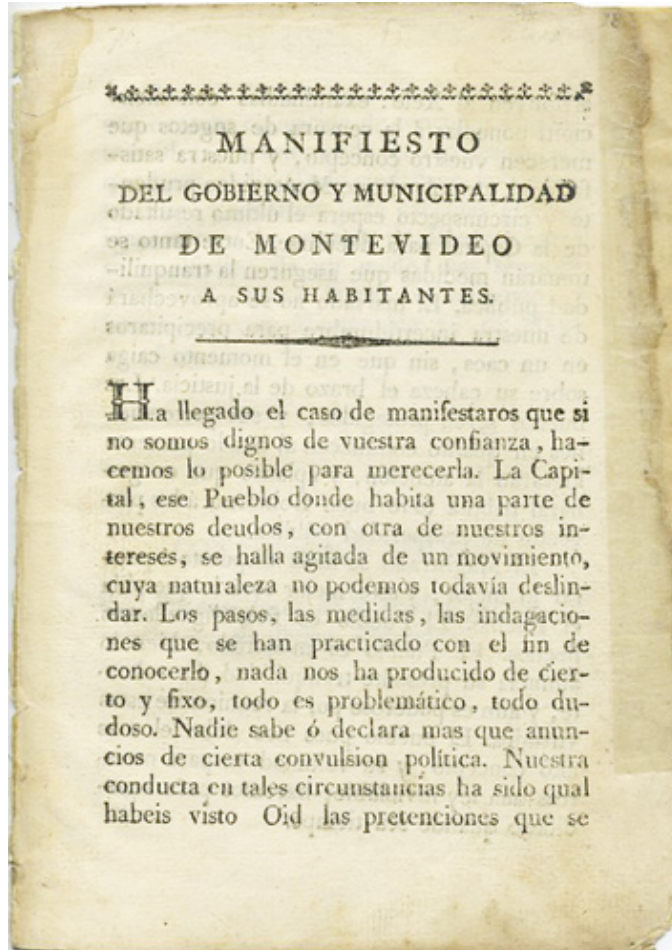 MANIFIESTO
DEL GOBIERNO Y MUNICIPALIDAD
DE MONTEVIDEO
A SUS HABITANTES.
Ha llegado el caso de manifestaros que si
no somos dignos de vuestra confianza, ha-
cemos lo posible para merecerla. La Capi-
tal, ese Pueblo donde habita una parte de
nuestros deudos, con otra de nuestros in-
tereses, se halla agitada de un movimiento,
cuya naturaleza no podemos todavía deslin-
dar. Los pasos, las medidas, las indagacio-
nes que se han practicado con el fin de
conocerlo, nada nos ha producido de cier-
to y fixo, todo es problemático, todo du-
doso. Nadie sabe ó declara mas que anun-
cios de cierta convulsion política. Nuestra
conducta en tales circunstancias ha sido qual
habeis visto Oid las pretenciones que se